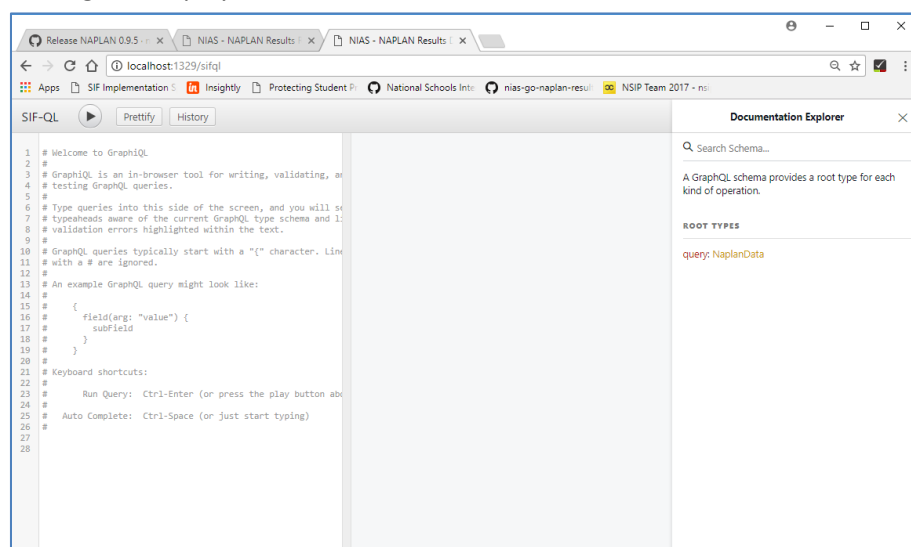 Release NAPLAN 0.9.5 - n
NIAS - NAPLAN Results
NIAS - NAPLAN Results
localhost:1329/sifql
Apps SIF Implementation S Insightly Protecting Student P National Schools Inte nias-go-naplan-resul NSIP Team 2017 - nsi
SIF-QL Prettify History
Documentation Explorer
Search Schema...
A GraphQL schema provides a root type for each
kind of operation.
ROOT TYPES
query: NaplanData
1 # Welcome to GraphiQL
2 #
3 # GraphiQL is an in-browser tool for writing, validating, an
4 # testing GraphQL queries.
5 #
6 # Type queries into this side of the screen, and you will se
7 # typeaheads aware of the current GraphQL type schema and li
8 # validation errors highlighted within the text.
9 #
10 # GraphQL queries typically start with a "{" character. Line
11 # with a # are ignored.
12 #
13 # An example GraphQL query might look like:
14 #
15 # {
16 # field(arg: "value") {
17 # subField
18 # }
19 # }
20 #
21 # Keyboard shortcuts:
22 #
23 # Run Query: Ctrl-Enter (or press the play button abo
24 #
25 # Auto Complete: Ctrl-Space (or just start typing)
26 #
27
28